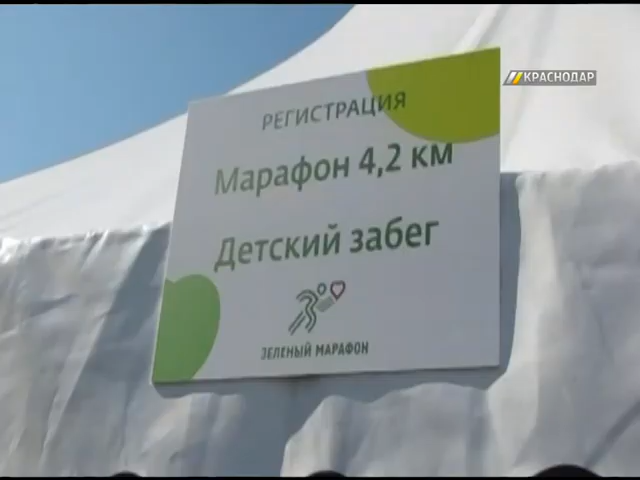 КРАСНОДАР
РЕГИСТРАЦИЯ
Марафон 4,2 км
Детский забег
ЗЕЛЕНЫЙ МАРАФОН